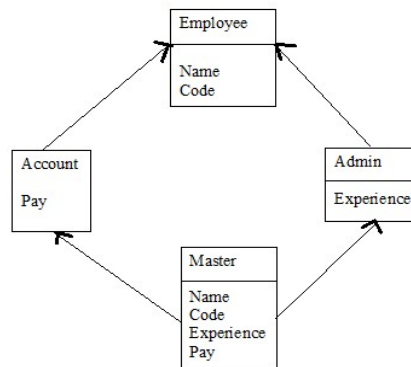 Employee
Name
Code
Account
Pay
Admin
Experience
Master
Name
Code
Experience
Pay